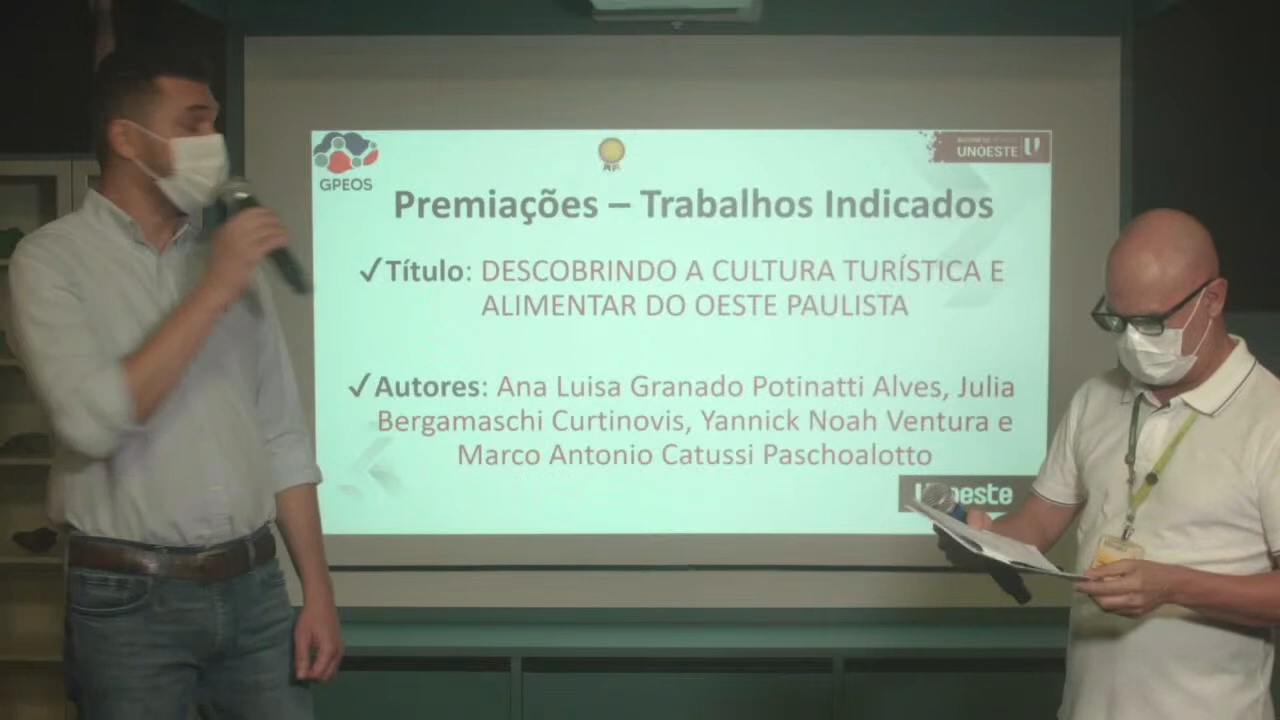 GPEOS
UNOESTE
Premiações – Trabalhos Indicados
✓Título: DESCOBRINDO A CULTURA TURÍSTICA E
ALIMENTAR DO OESTE PAULISTA
✓Autores: Ana Luisa Granado Potinatti Alves, Julia
Bergamaschi Curtinovis, Yannick Noah Ventura e
Marco Antonio Catussi Paschoalotto